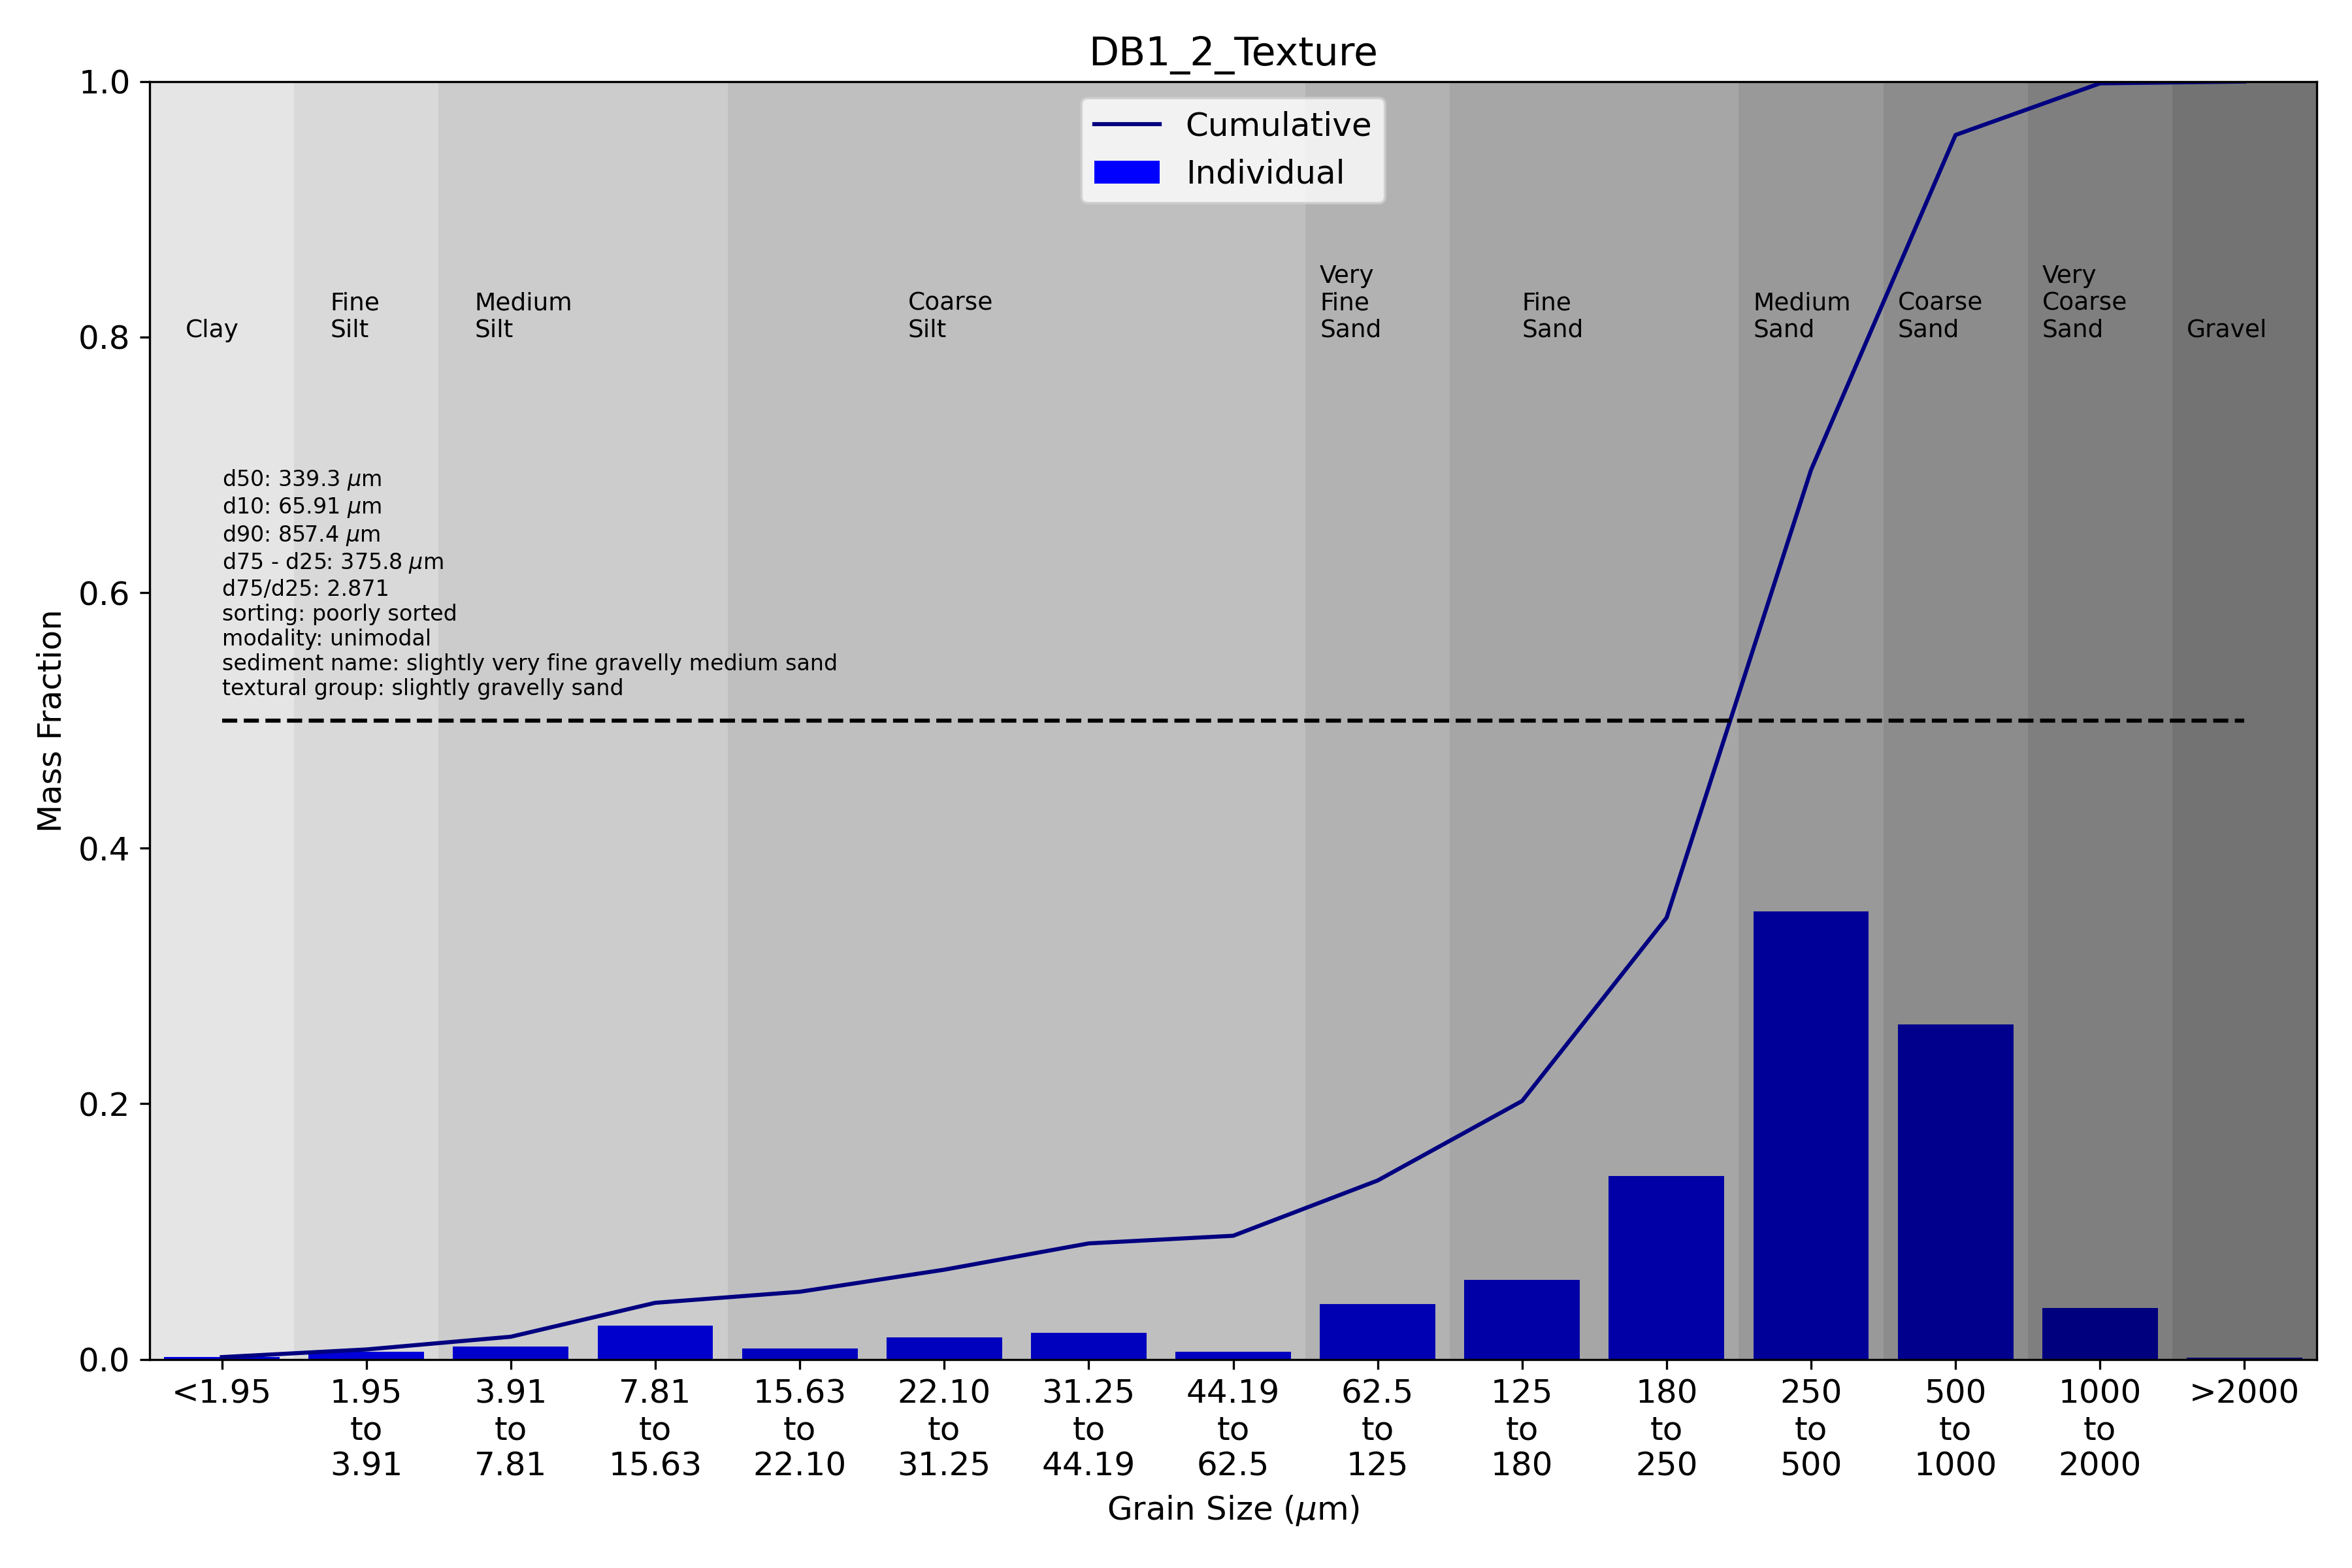 DB1_2_Texture
1.0
0.8
0.6
0.4
0.2
0.0
Mass Fraction
Cumulative
Individual
Clay
Fine
Silt
Medium
Silt
Coarse
Silt
Very
Fine
Sand
Fine
Sand
Medium
Sand
Coarse
Sand
Very
Coarse
Sand
Gravel
d50: 339.3 μm
d10: 65.91 μm
d90: 857.4 μm
d75 - d25: 375.8 μm
d75/d25: 2.871
sorting: poorly sorted
modality: unimodal
sediment name: slightly very fine gravelly medium sand
textural group: slightly gravelly sand
<1.95
1.95
to
3.91
3.91
to
7.81
7.81
to
15.63
15.63
to
22.10
22.10
to
31.25
31.25
to
44.19
44.19
to
62.5
62.5
to
125
125
to
180
180
to
250
250
to
500
500
to
1000
1000
to
2000
>2000
Grain Size (μm)